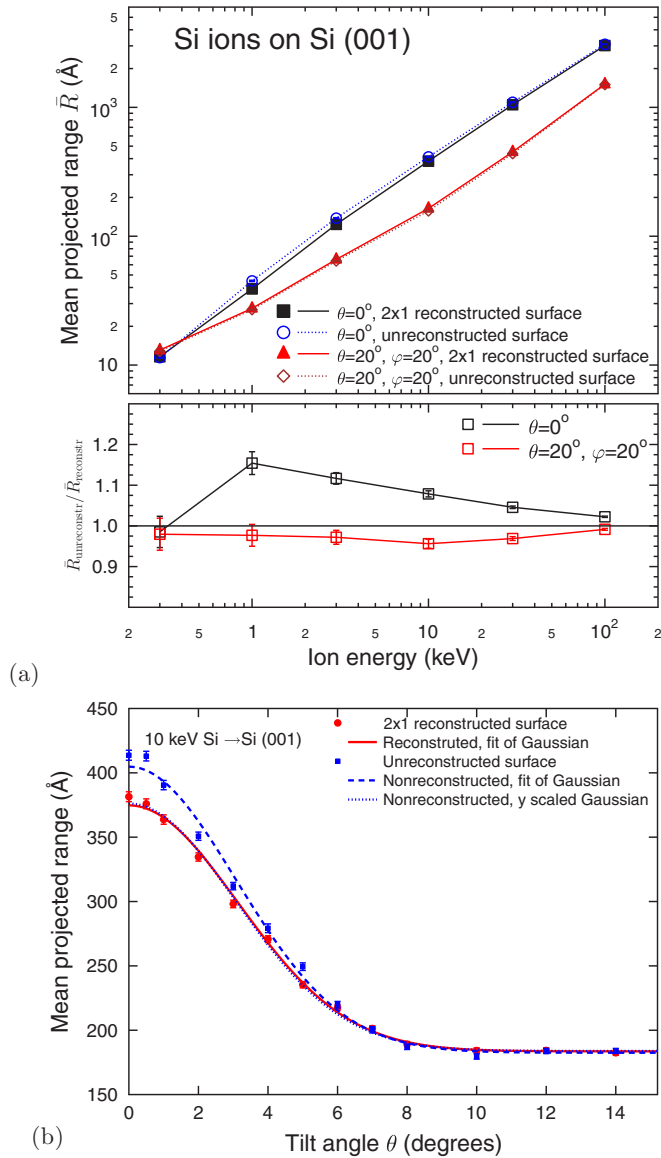 Si ions on Si (001)
Mean projected range R̄ (Å)
5
2
10³
5
2
10²
5
2
10
θ=0°, 2x1 reconstructed surface
θ=0°, unreconstructed surface
θ=20°, φ=20°, 2x1 reconstructed surface
θ=20°, φ=20°, unreconstructed surface
R̄unreconstr/R̄reconstr
1.2
1.1
1.0
0.9
θ=0°
θ=20°, φ=20°
2 5 1 2 5 10 2 5 10² 2
Ion energy (keV)
(a)
10 keV Si →Si (001)
2x1 reconstructed surface
Reconstruted, fit of Gaussian
Unreconstructed surface
Nonreconstructed, fit of Gaussian
Nonreconstructed, y scaled Gaussian
Mean projected range (Å)
450
400
350
300
250
200
150
0 2 4 6 8 10 12 14
Tilt angle θ (degrees)
(b)